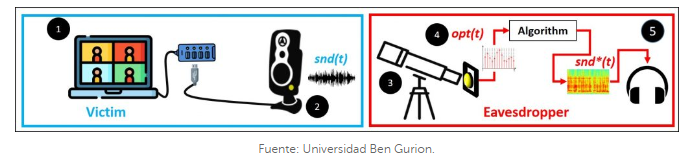 1
snd(t)
Victim
2
3
4
opt(t)
Algorithm
snd*(t)
5
Eavesdropper
Fuente: Universidad Ben Gurion.